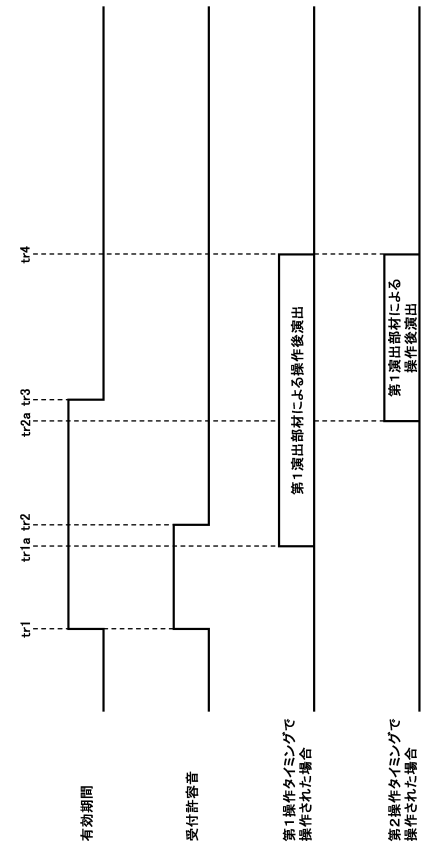 tr1 tr1a tr2 tr2a tr3 tr4
有効期間
受付許容音
第1操作タイミングで
操作された場合
第1演出部材による操作後演出
第2操作タイミングで
操作された場合
第1演出部材による
操作後演出